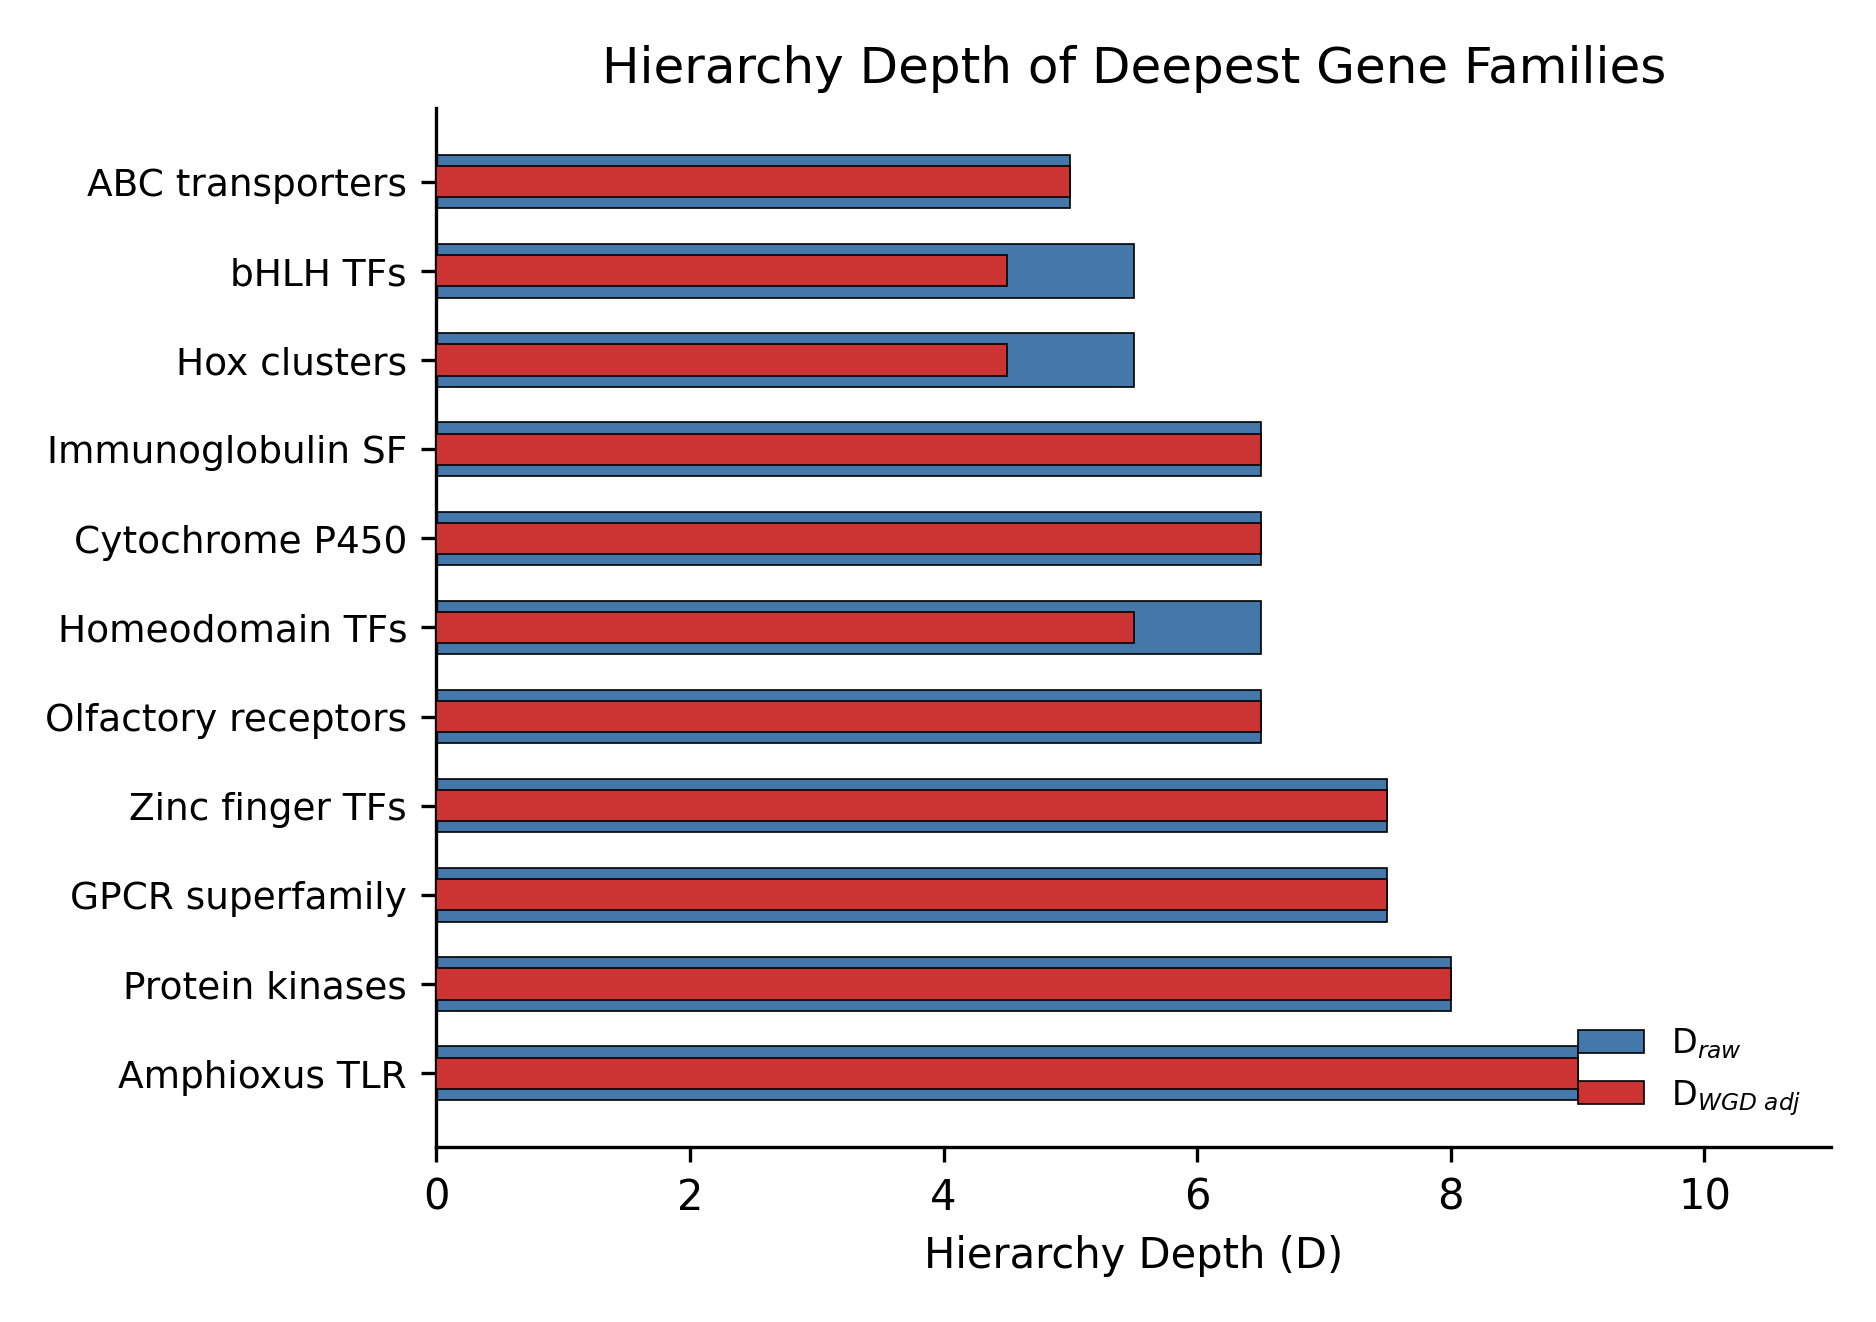 Hierarchy Depth of Deepest Gene Families
ABC transporters
bHLH TFs
Hox clusters
Immunoglobulin SF
Cytochrome P450
Homeodomain TFs
Olfactory receptors
Zinc finger TFs
GPCR superfamily
Protein kinases
Amphioxus TLR
D_raw
D_WGD adj
0 2 4 6 8 10
Hierarchy Depth (D)